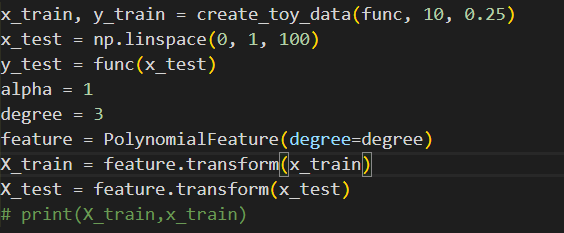 x_train, y_train = create_toy_data(func, 10, 0.25)
x_test = np.linspace(0, 1, 100)
y_test = func(x_test)
alpha = 1
degree = 3
feature = PolynomialFeature(degree=degree)
X_train = feature.transform(x_train)
X_test = feature.transform(x_test)
# print(X_train,x_train)